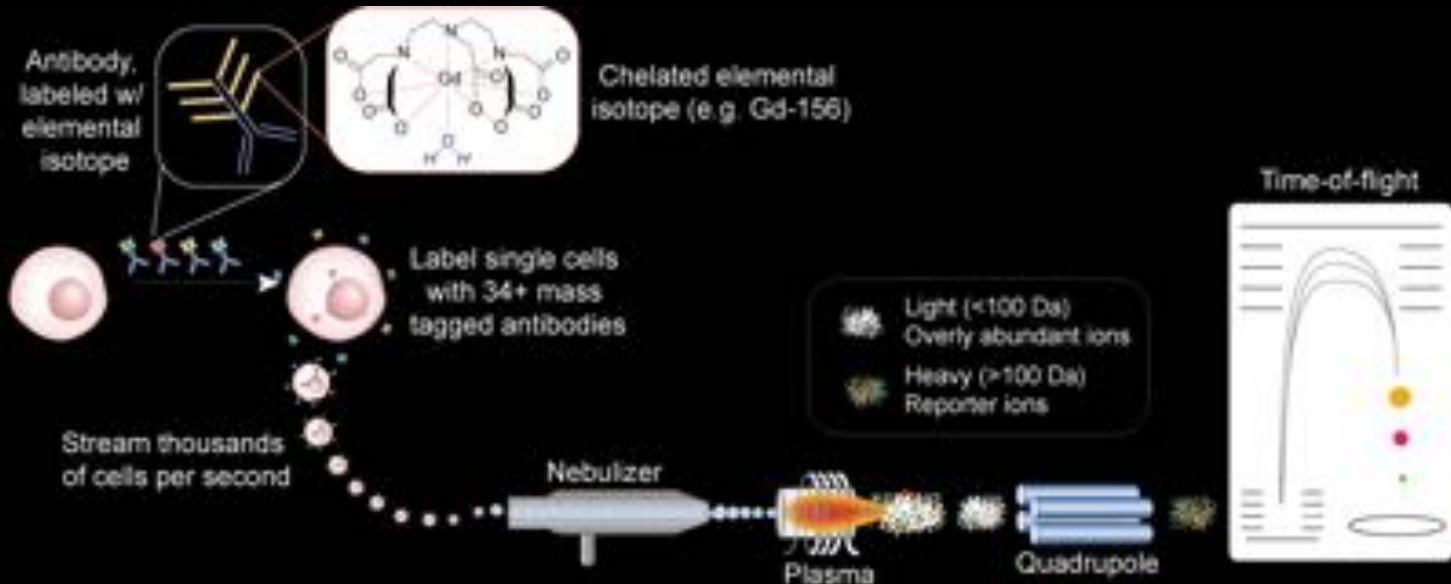 Antibody,
labeled w/
elemental
isotope
O
N
N
N
O
O
Gd
O
O
O
O
O
O
O
O
O
H
H
Chelated elemental
isotope (e.g. Gd-156)
Time-of-flight
Label single cells
with 34+ mass
tagged antibodies
Light (<100 Da)
Overly abundant ions
Heavy (>100 Da)
Reporter ions
Stream thousands
of cells per second
Nebulizer
Plasma
Quadrupole